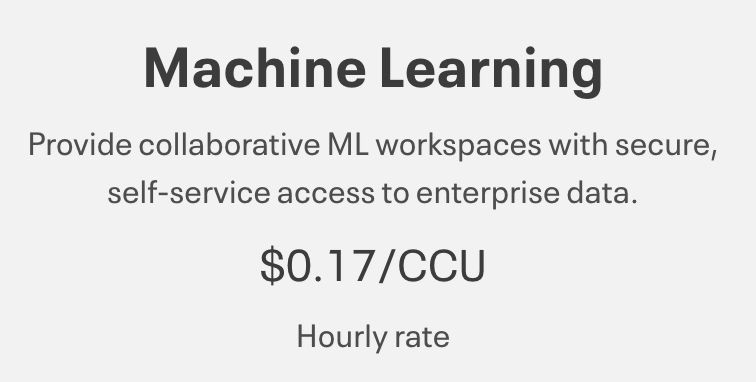 Machine Learning
Provide collaborative ML workspaces with secure,
self-service access to enterprise data.
$0.17/CCU
Hourly rate